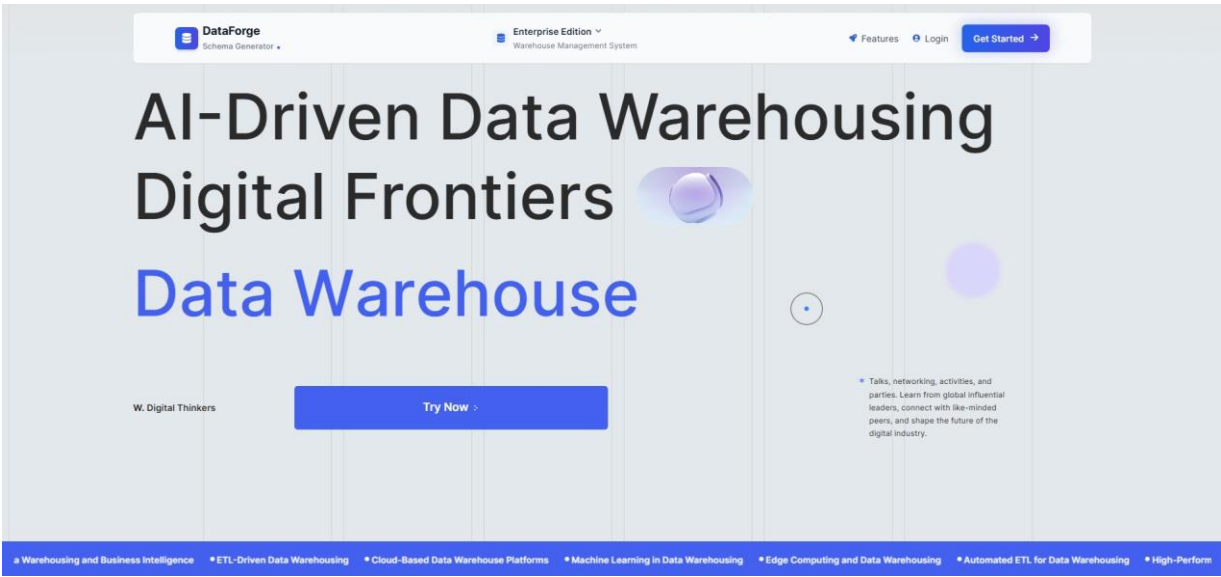 DataForge
Schema Generator
Enterprise Edition
Warehouse Management System
Features
Login
Get Started →
AI-Driven Data Warehousing
Digital Frontiers
Data Warehouse
W. Digital Thinkers
Try Now >
* Talks, networking, activities, and
parties. Learn from global influential
leaders, connect with like-minded
peers, and shape the future of the
digital industry.
a Warehousing and Business Intelligence • ETL-Driven Data Warehousing • Cloud-Based Data Warehouse Platforms • Machine Learning in Data Warehousing • Edge Computing and Data Warehousing • Automated ETL for Data Warehousing • High-Perform